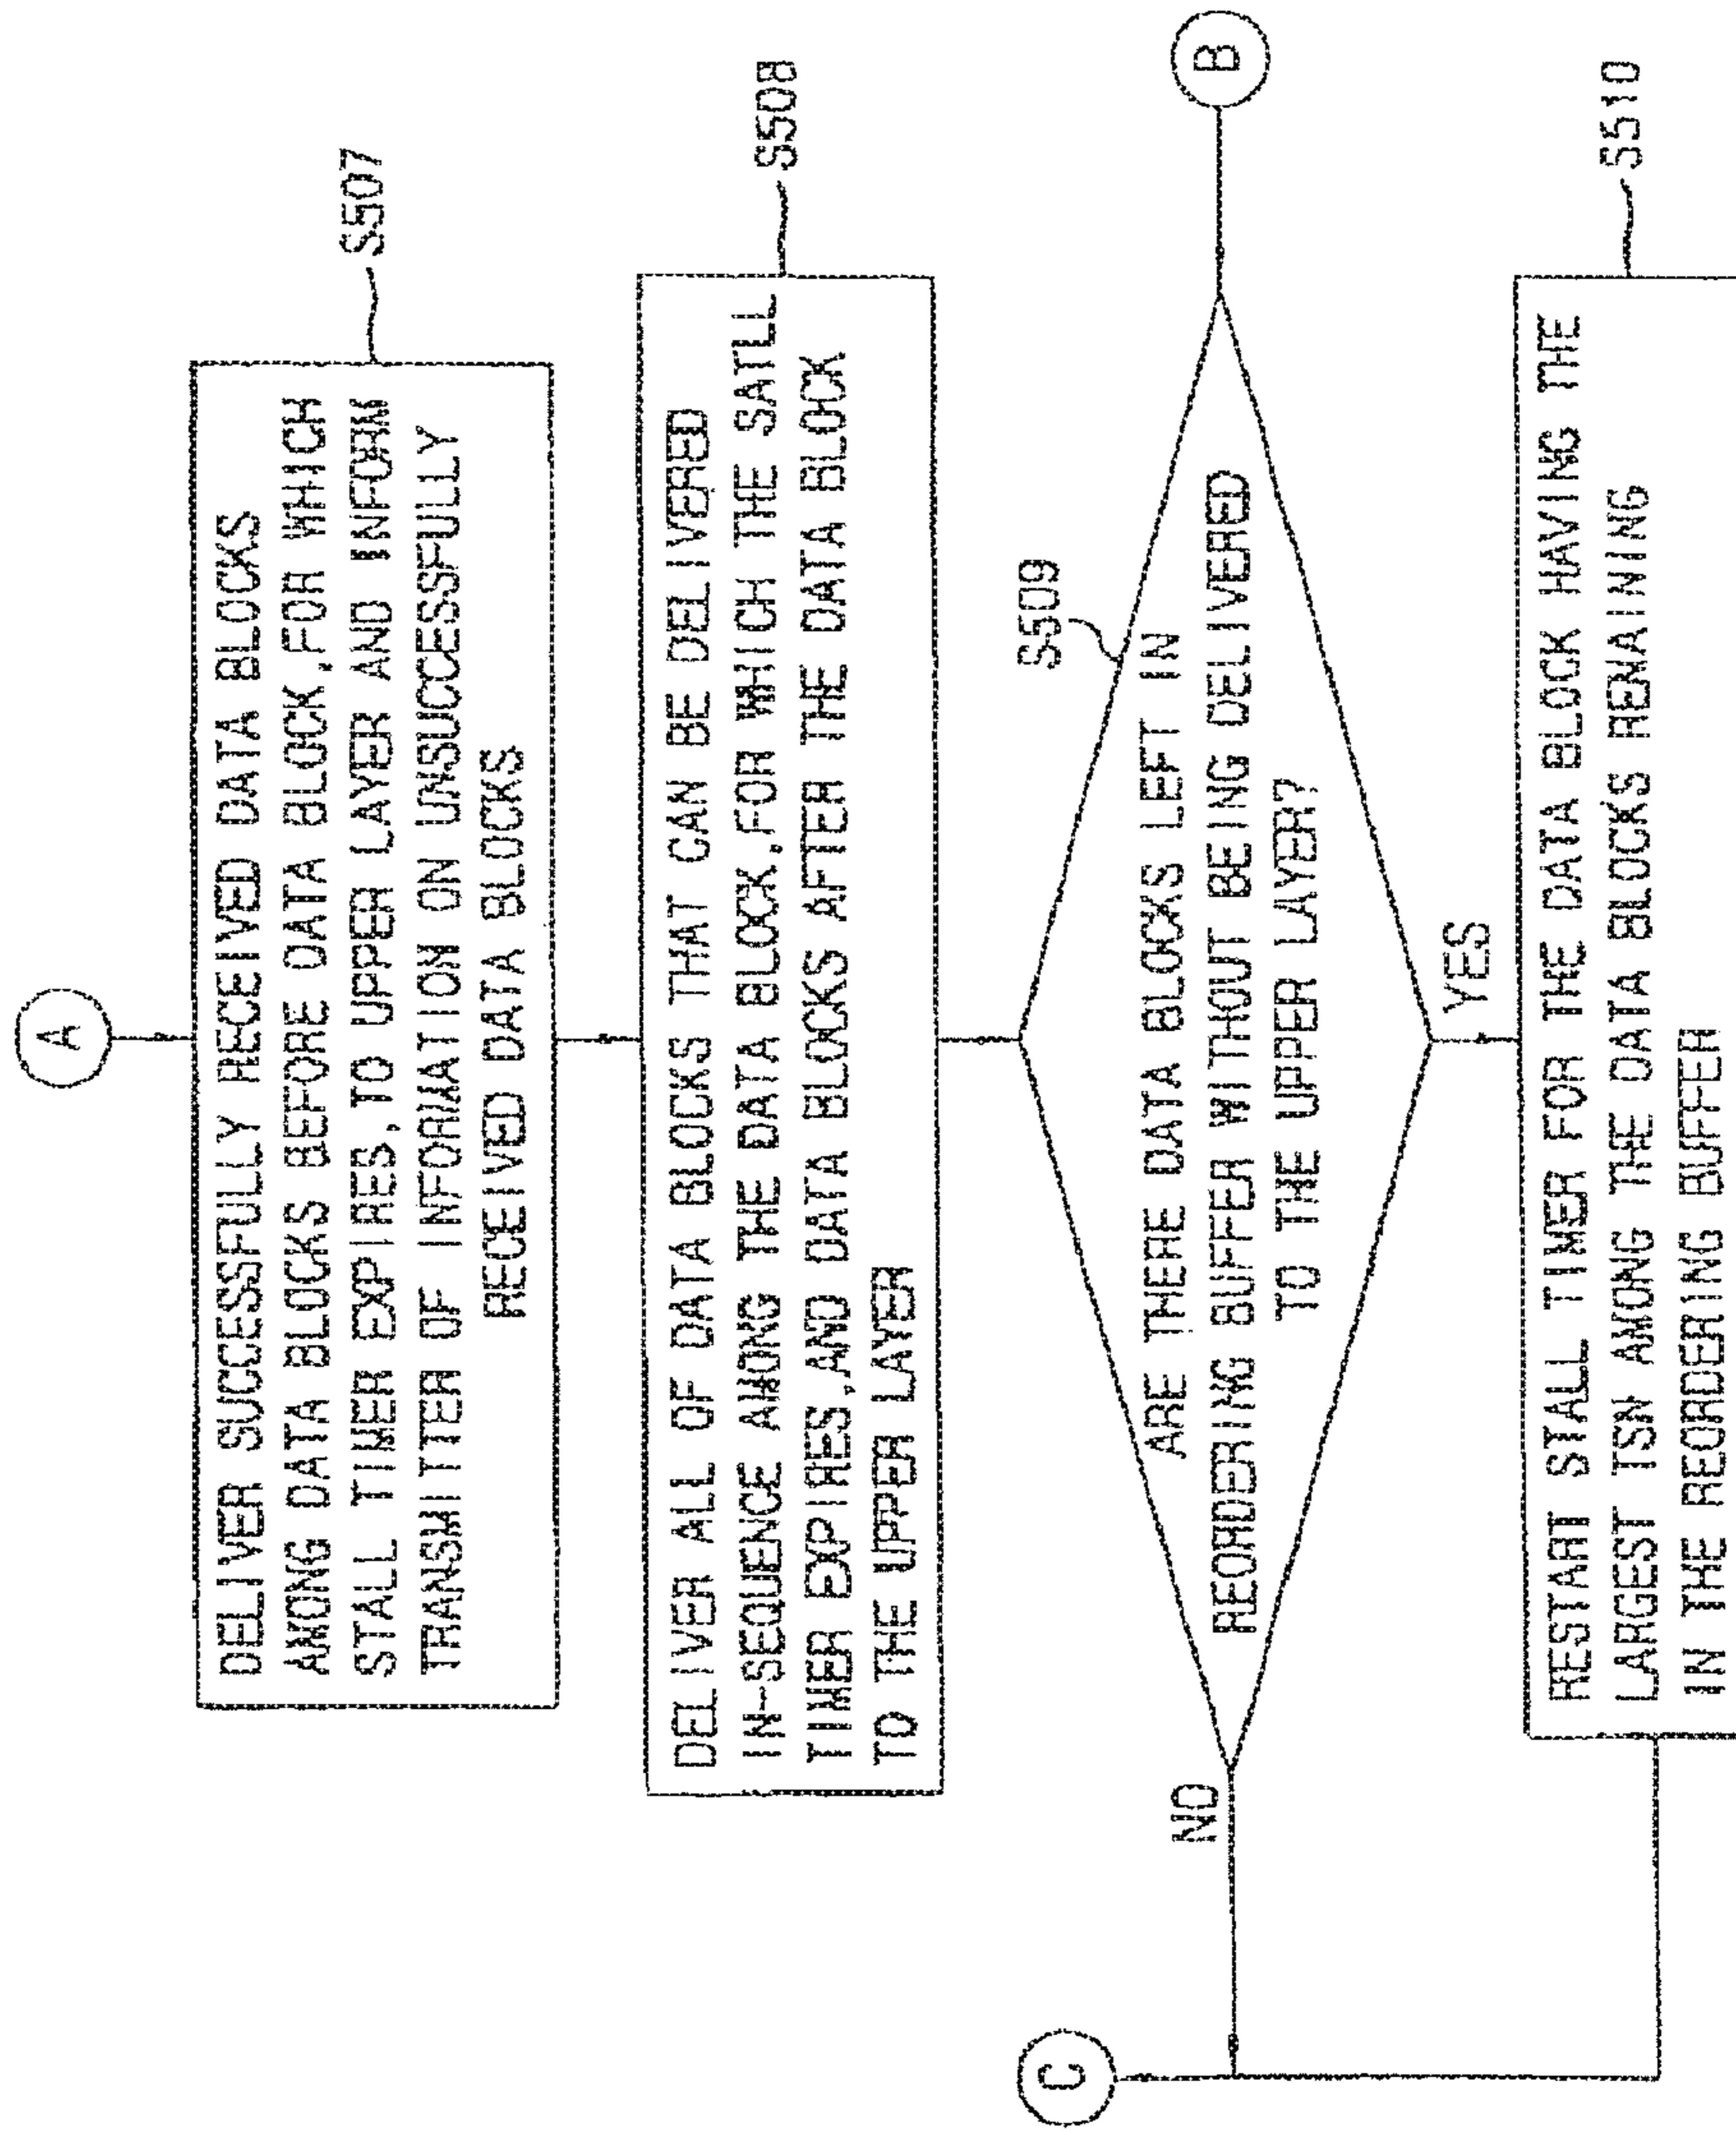 A
DELIVER SUCCESSFULLY RECEIVED DATA BLOCKS
AMONG DATA BLOCKS BEFORE DATA BLOCK,FOR WHICH
STALL TIMER EXPIRES,TO UPPER LAYER AND INFORM
TRANSMITTER OF INFORMATION ON UNSUCCESSFULLY
RECEIVED DATA BLOCKS
S507
DELIVER ALL OF DATA BLOCKS THAT CAN BE DELIVERED
IN-SEQUENCE AMONG THE DATA BLOCK,FOR WHICH THE SATLL
TIMER EXPIRES,AND DATA BLOCKS AFTER THE DATA BLOCK
TO THE UPPER LAYER
S508
C
S509
ARE THERE DATA BLOCKS LEFT IN
REORDERING BUFFER WITHOUT BEING DELIVERED
TO THE UPPER LAYER?
NO
B
YES
RESTART STALL TIMER FOR THE DATA BLOCK HAVING THE
LARGEST TSN AMONG THE DATA BLOCKS REMAINING
IN THE REORDERING BUFFER
S510